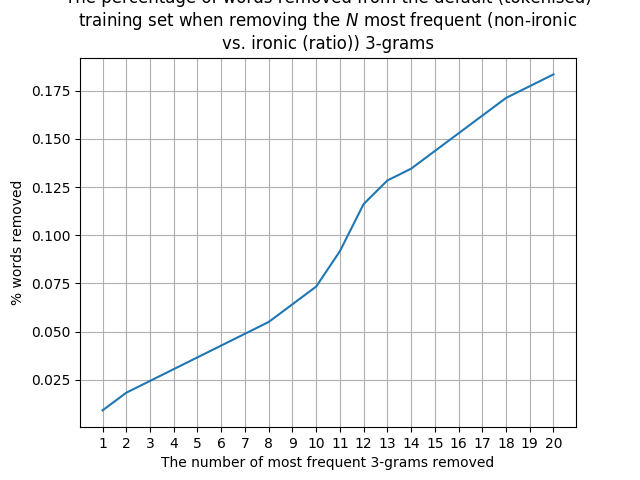 The percentage of words removed from the default (tokenised)
training set when removing the N most frequent (non-ironic
vs. ironic (ratio)) 3-grams
0.175
0.150
0.125
0.100
0.075
0.050
0.025
% words removed
1 2 3 4 5 6 7 8 9 10 11 12 13 14 15 16 17 18 19 20
The number of most frequent 3-grams removed